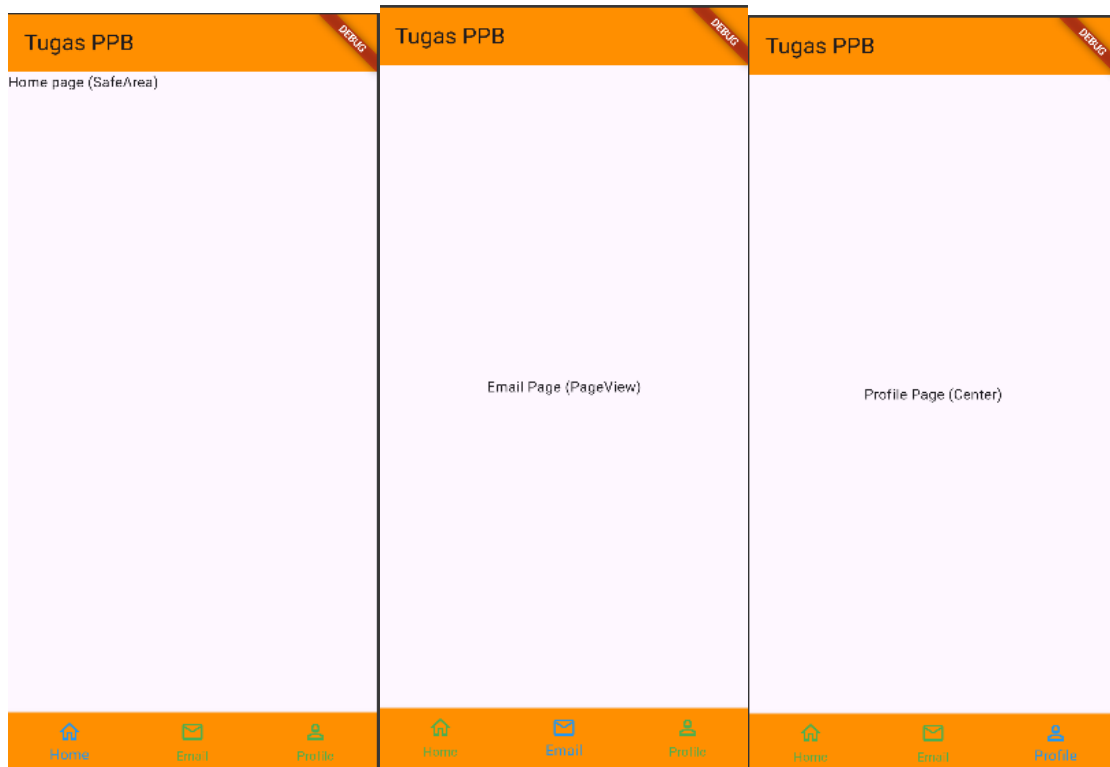 Tugas PPB
DEBUG
Home page (SafeArea)
Home
Email
Profile
Tugas PPB
DEBUG
Email Page (PageView)
Home
Email
Profile
Tugas PPB
DEBUG
Profile Page (Center)
Home
Email
Profile